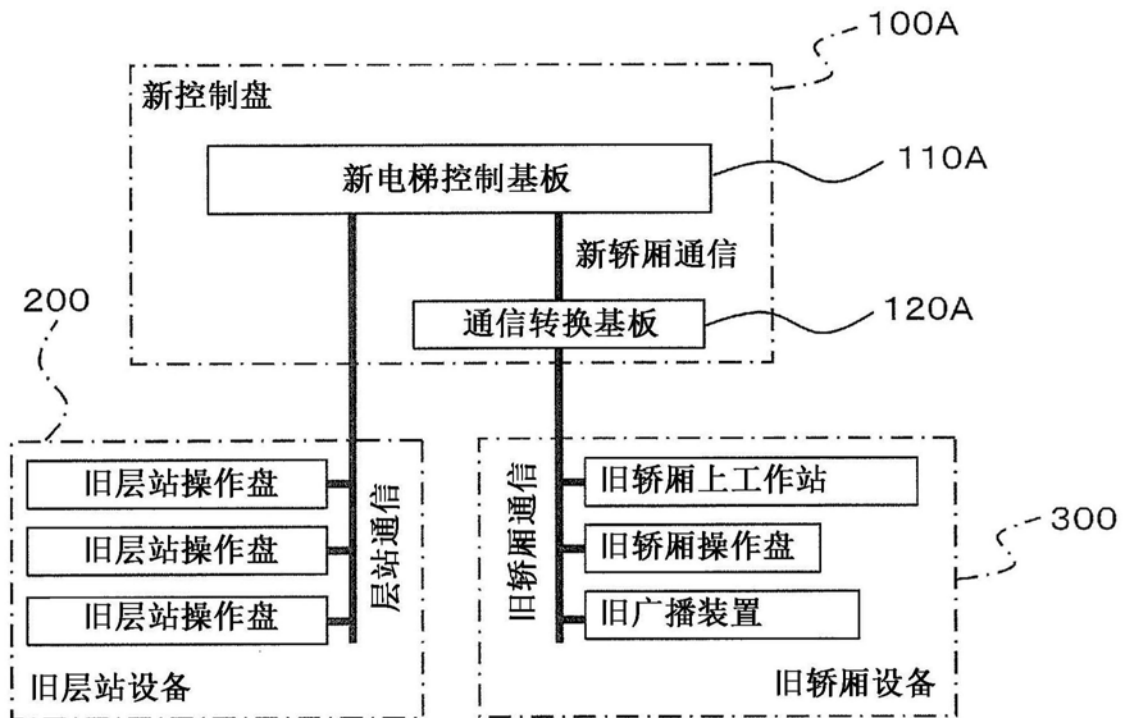 100A
新控制盘
新电梯控制基板
110A
新轿厢通信
200
通信转换基板
120A
旧层站操作盘
旧层站操作盘
旧层站操作盘
层站通信
旧层站设备
旧轿厢通信
旧轿厢上工作站
旧轿厢操作盘
旧广播装置
300
旧轿厢设备